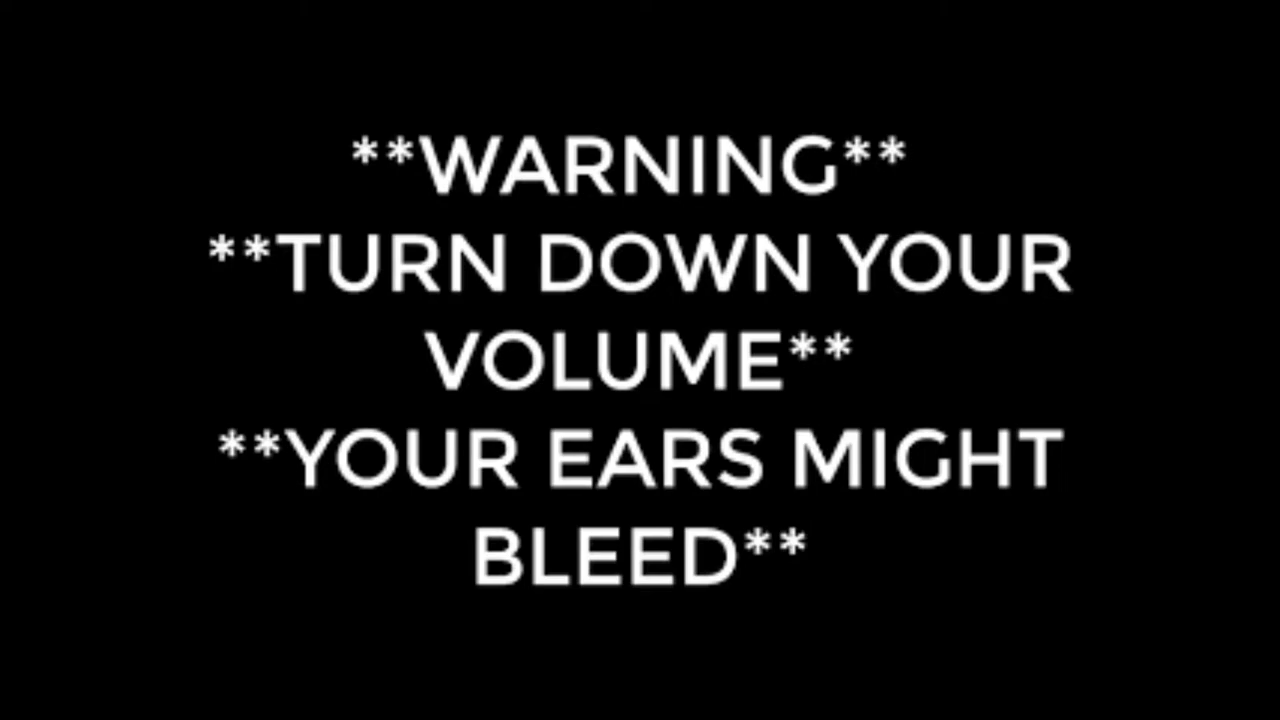 **WARNING**
**TURN DOWN YOUR
VOLUME**
**YOUR EARS MIGHT
BLEED**